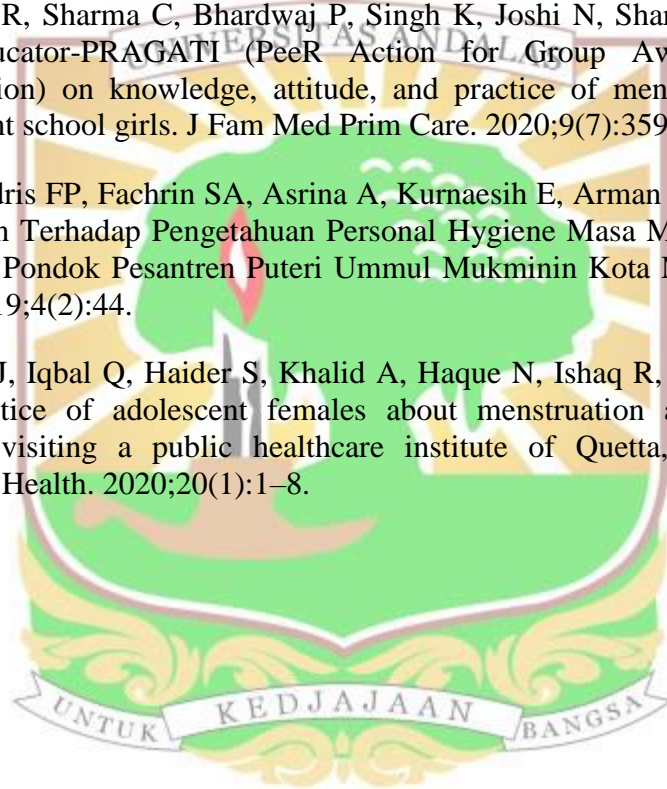 R, Sharma C, Bhardwaj P, Singh K, Joshi N, Shar
ucator-PRAGATI (PeeR Action for Group Aw
UNIVERSITAS ANDALAS
ion) on knowledge, attitude, and practice of men
nt school girls. J Fam Med Prim Care. 2020;9(7):359
dris FP, Fachrin SA, Asrina A, Kurnaesih E, Arman
n Terhadap Pengetahuan Personal Hygiene Masa M
Pondok Pesantren Puteri Ummul Mukminin Kota
19;4(2):44.
J, Iqbal Q, Haider S, Khalid A, Haque N, Ishaq R,
tice of adolescent females about menstruation a
visiting a public healthcare institute of Quetta,
Health. 2020;20(1):1–8.
UNTUK KEDJAJAAN BANGSA